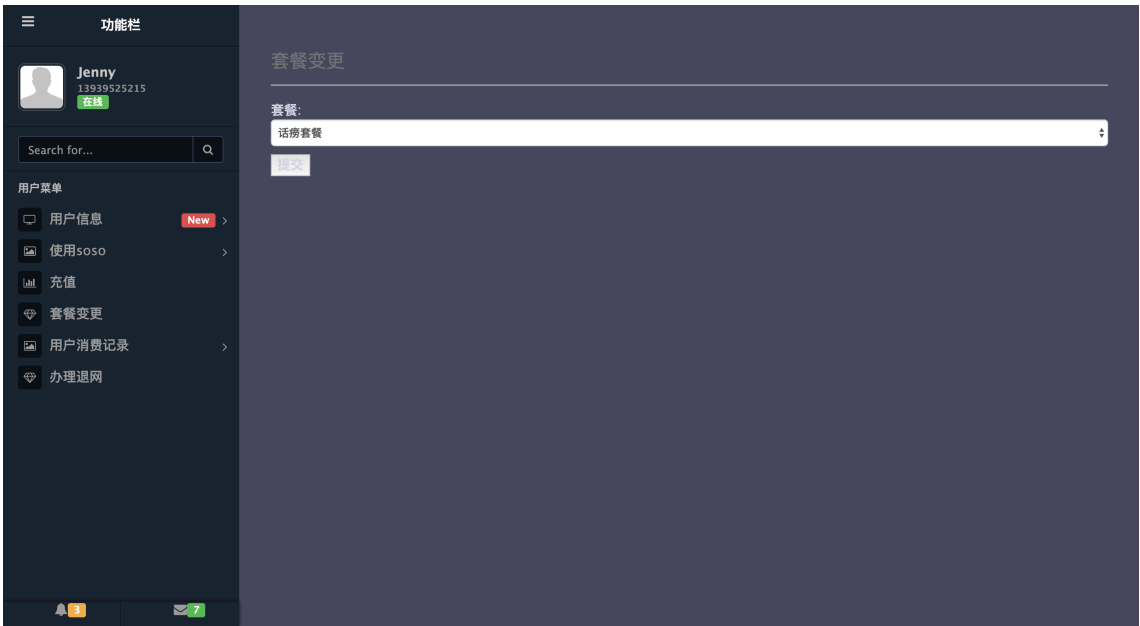 功能栏
Jenny
13939525215
在线
Search for...
用户菜单
用户信息 New
使用soso
充值
套餐变更
用户消费记录
办理退网
3 7
套餐变更
套餐:
话痨套餐
提交